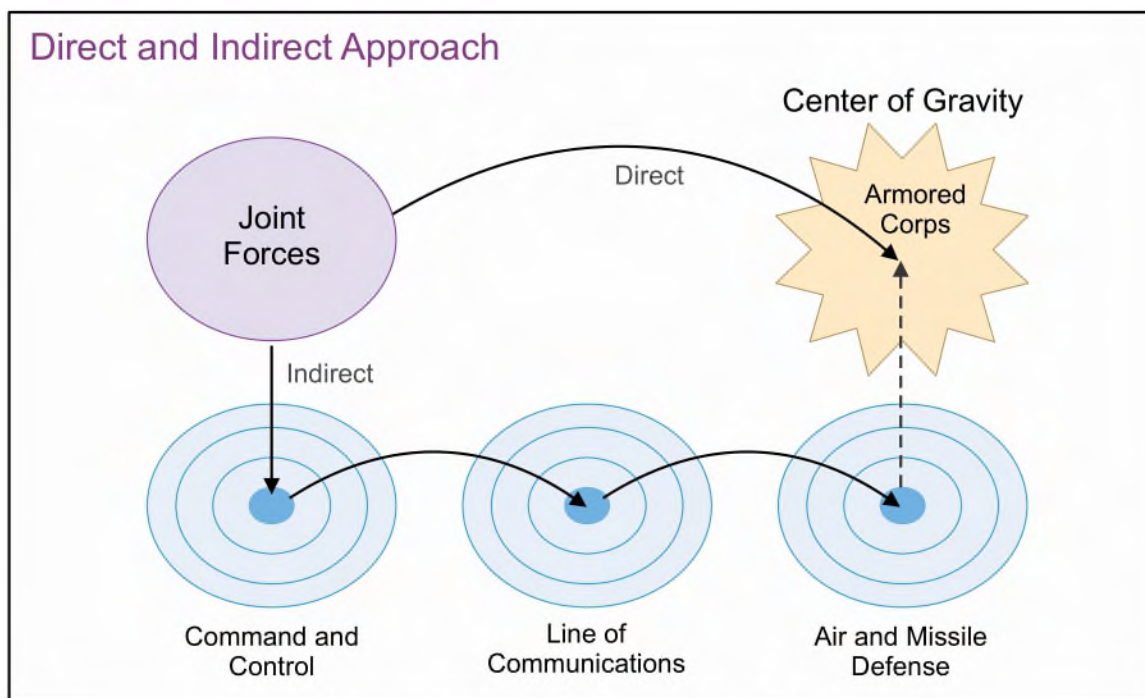 Direct and Indirect Approach
Center of Gravity
Joint
Forces
Direct
Armored
Corps
Indirect
Command and
Control
Line of
Communications
Air and Missile
Defense